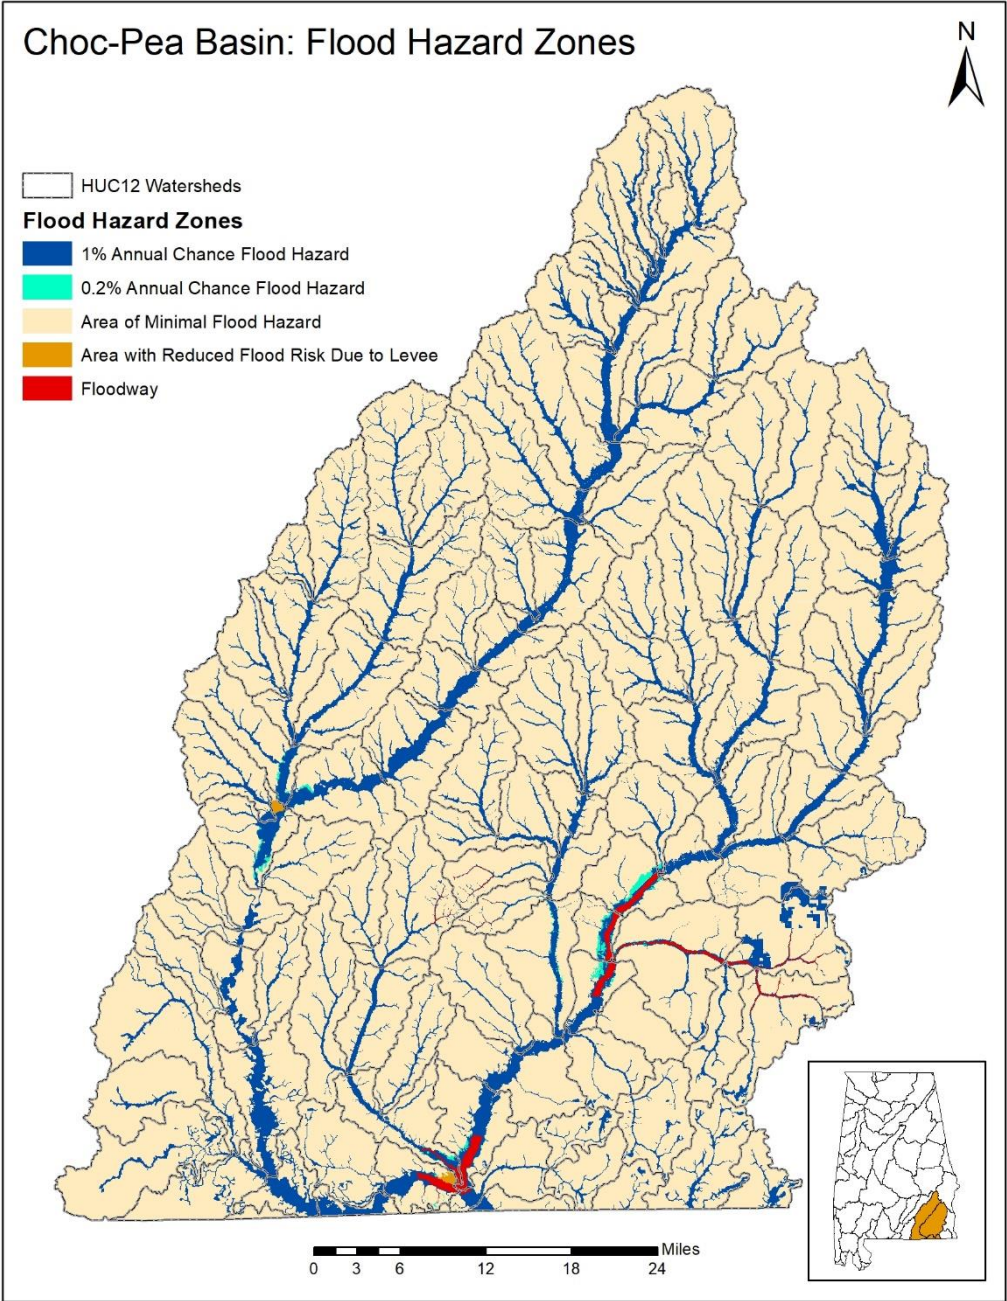 Choc-Pea Basin: Flood Hazard Zones
N
HUC12 Watersheds
Flood Hazard Zones
1% Annual Chance Flood Hazard
0.2% Annual Chance Flood Hazard
Area of Minimal Flood Hazard
Area with Reduced Flood Risk Due to Levee
Floodway
Miles
0 3 6 12 18 24